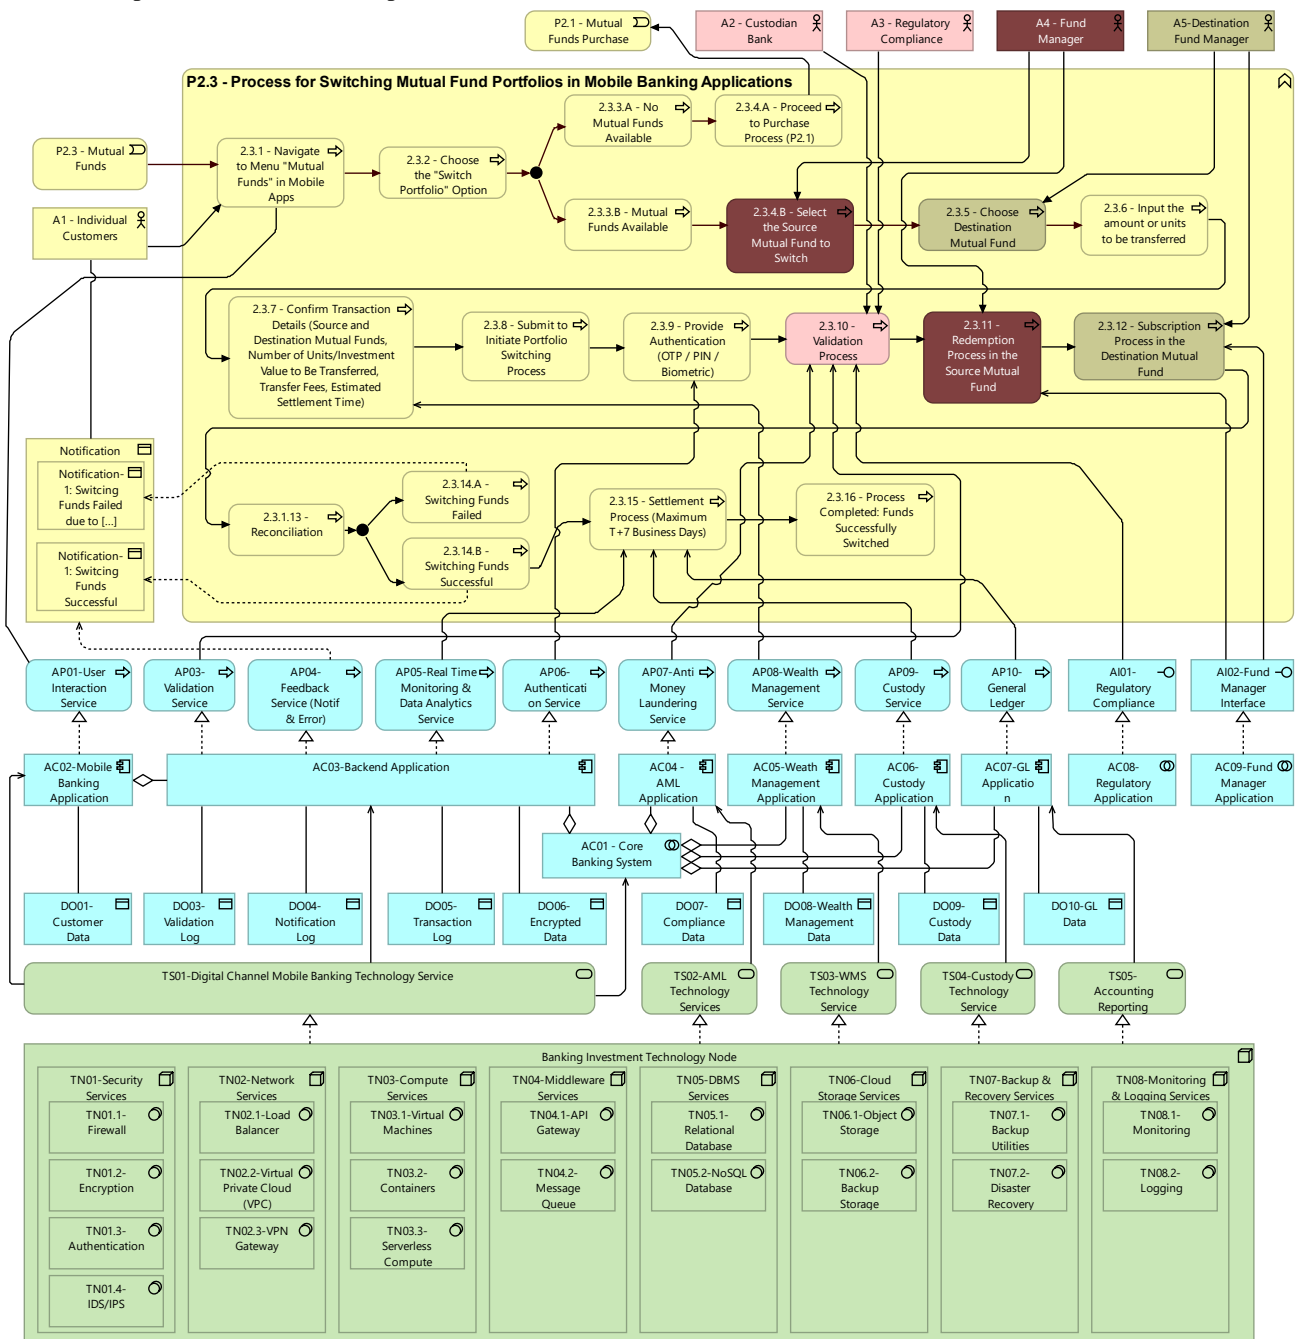 P2.1 - Mutual
Funds Purchase
A2 - Custodian
Bank
A3 - Regulatory
Compliance
A4 - Fund
Manager
A5-Destination
Fund Manager
P2.3 - Process for Switching Mutual Fund Portfolios in Mobile Banking Applications
P2.3 - Mutual
Funds
A1 - Individual
Customers
2.3.1 - Navigate
to Menu "Mutual
Funds" in Mobile
Apps
2.3.2 - Choose
the "Switch
Portfolio" Option
2.3.3.A - No
Mutual Funds
Available
2.3.4.A - Proceed
to Purchase
Process (P2.1)
2.3.3.B - Mutual
Funds Available
2.3.4.B - Select
the Source
Mutual Fund to
Switch
2.3.5 - Choose
Destination
Mutual Fund
2.3.6 - Input the
amount or units
to be transferred
2.3.7 - Confirm Transaction
Details (Source and
Destination Mutual Funds,
Number of Units/Investment
Value to Be Transferred,
Transfer Fees, Estimated
Settlement Time)
2.3.8 - Submit to
Initiate Portfolio
Switching
Process
2.3.9 - Provide
Authentication
(OTP / PIN /
Biometric)
2.3.10 -
Validation
Process
2.3.11 -
Redemption
Process in the
Source Mutual
Fund
2.3.12 - Subscription
Process in the
Destination Mutual
Fund
Notification
Notification-
1: Switcing
Funds Failed
due to [...]
Notification-
1: Switcing
Funds
Successful
2.3.1.13 -
Reconciliation
2.3.14.A -
Switching Funds
Failed
2.3.14.B -
Switching Funds
Successful
2.3.15 - Settlement
Process (Maximum
T+7 Business Days)
2.3.16 - Process
Completed: Funds
Successfully
Switched
AP01-User
Interaction
Service
AP03-
Validation
Service
AP04-
Feedback
Service (Notif
& Error)
AP05-Real Time
Monitoring &
Data Analytics
Service
AP06-
Authenticati
on Service
AP07-Anti
Money
Laundering
Service
AP08-Wealth
Management
Service
AP09-
Custody
Service
AP10-
General
Ledger
AI01-
Regulatory
Compliance
AI02-Fund
Manager
Interface
AC02-Mobile
Banking
Application
AC03-Backend Application
AC04 -
AML
Application
AC05-Weath
Management
Application
AC06-
Custody
Application
AC07-GL
Applicatio
n
AC08-
Regulatory
Application
AC09-Fund
Manager
Application
AC01 - Core
Banking System
DO01-
Customer
Data
DO03-
Validation
Log
DO04-
Notification
Log
DO05-
Transaction
Log
DO06-
Encrypted
Data
DO07-
Compliance
Data
DO08-Wealth
Management
Data
DO09-
Custody
Data
DO10-GL
Data
TS01-Digital Channel Mobile Banking Technology Service
TS02-AML
Technology
Services
TS03-WMS
Technology
Service
TS04-Custody
Technology
Service
TS05-
Accounting
Reporting
Banking Investment Technology Node
TN01-Security
Services
TN01.1-
Firewall
TN01.2-
Encryption
TN01.3-
Authentication
TN01.4-
IDS/IPS
TN02-Network
Services
TN02.1-Load
Balancer
TN02.2-Virtual
Private Cloud
(VPC)
TN02.3-VPN
Gateway
TN03-Compute
Services
TN03.1-Virtual
Machines
TN03.2-
Containers
TN03.3-
Serverless
Compute
TN04-Middleware
Services
TN04.1-API
Gateway
TN04.2-
Message
Queue
TN05-DBMS
Services
TN05.1-
Relational
Database
TN05.2-NoSQL
Database
TN06-Cloud
Storage Services
TN06.1-Object
Storage
TN06.2-
Backup
Storage
TN07-Backup &
Recovery Services
TN07.1-
Backup
Utilities
TN07.2-
Disaster
Recovery
TN08-Monitoring
& Logging Services
TN08.1-
Monitoring
TN08.2-
Logging